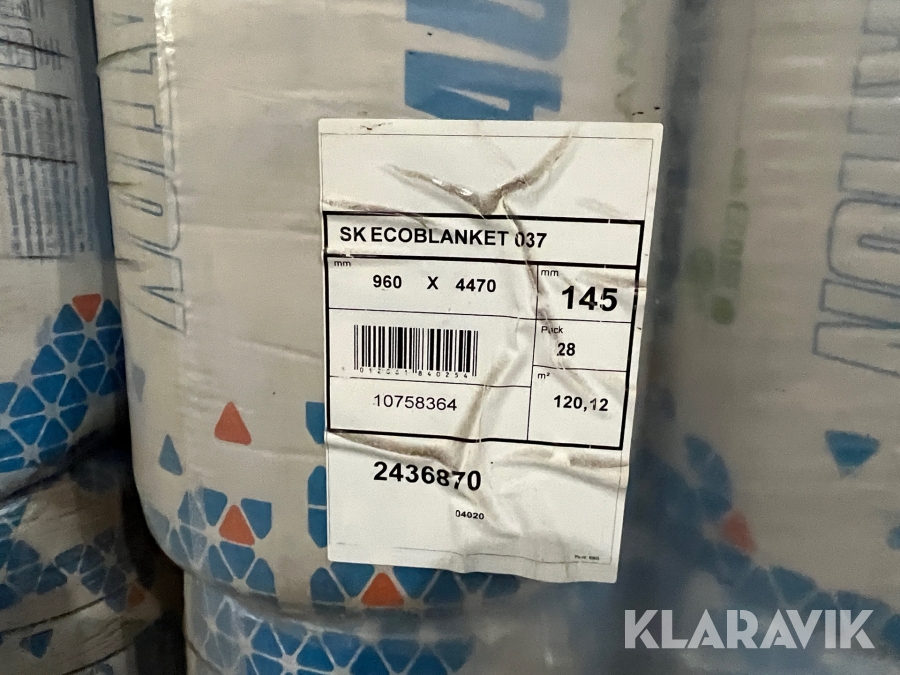 SK ECOBLANKET 037
mm
960 X 4470
mm
145
Pack
28
10758364
m²
120,12
2436870
04020
KLARAVIK